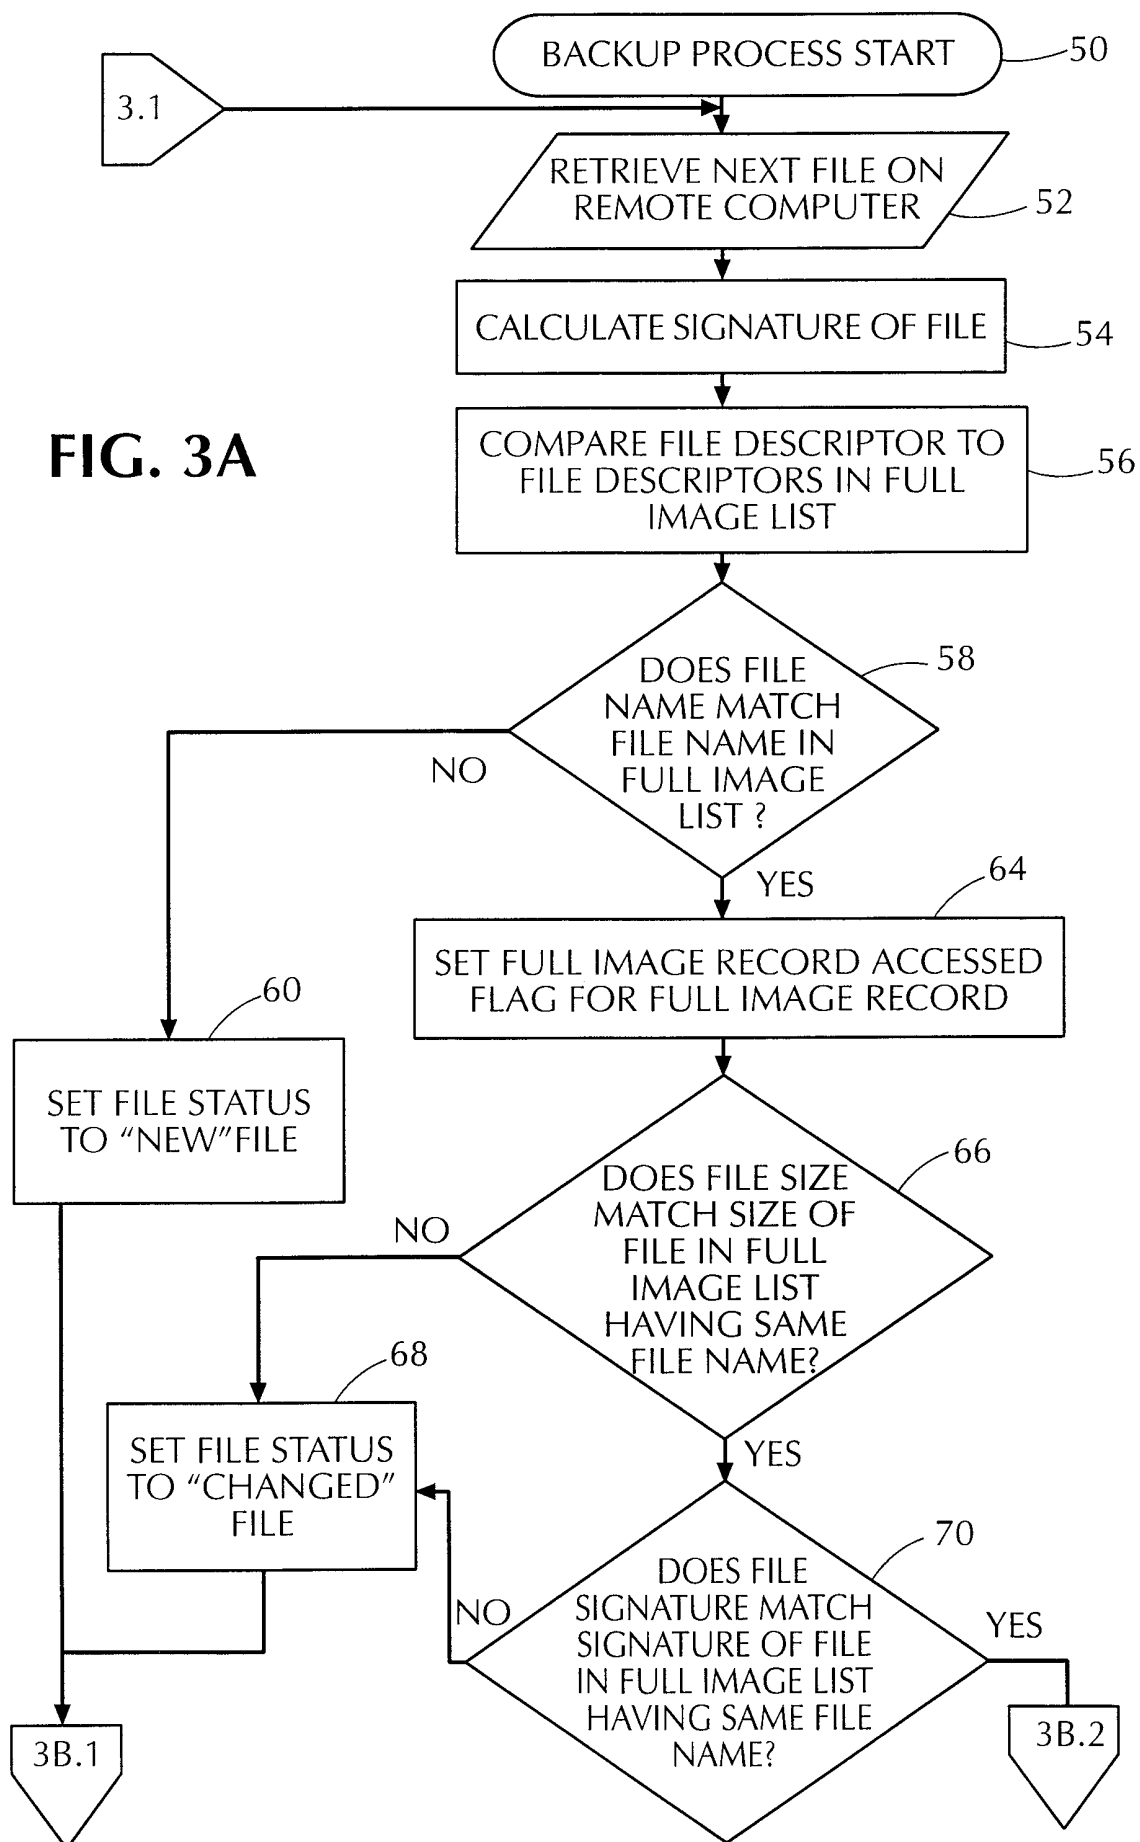 BACKUP PROCESS START
50
3.1
RETRIEVE NEXT FILE ON
REMOTE COMPUTER
52
CALCULATE SIGNATURE OF FILE
54
FIG. 3A
COMPARE FILE DESCRIPTOR TO
FILE DESCRIPTORS IN FULL
IMAGE LIST
56
DOES FILE
NAME MATCH
FILE NAME IN
FULL IMAGE
LIST ?
58
NO
YES
64
SET FULL IMAGE RECORD ACCESSED
FLAG FOR FULL IMAGE RECORD
60
SET FILE STATUS
TO “NEW”FILE
DOES FILE SIZE
MATCH SIZE OF
FILE IN FULL
IMAGE LIST
HAVING SAME
FILE NAME?
66
NO
YES
68
SET FILE STATUS
TO “CHANGED”
FILE
DOES FILE
SIGNATURE MATCH
SIGNATURE OF FILE
IN FULL IMAGE LIST
HAVING SAME FILE
NAME?
70
NO
YES
3B.1
3B.2